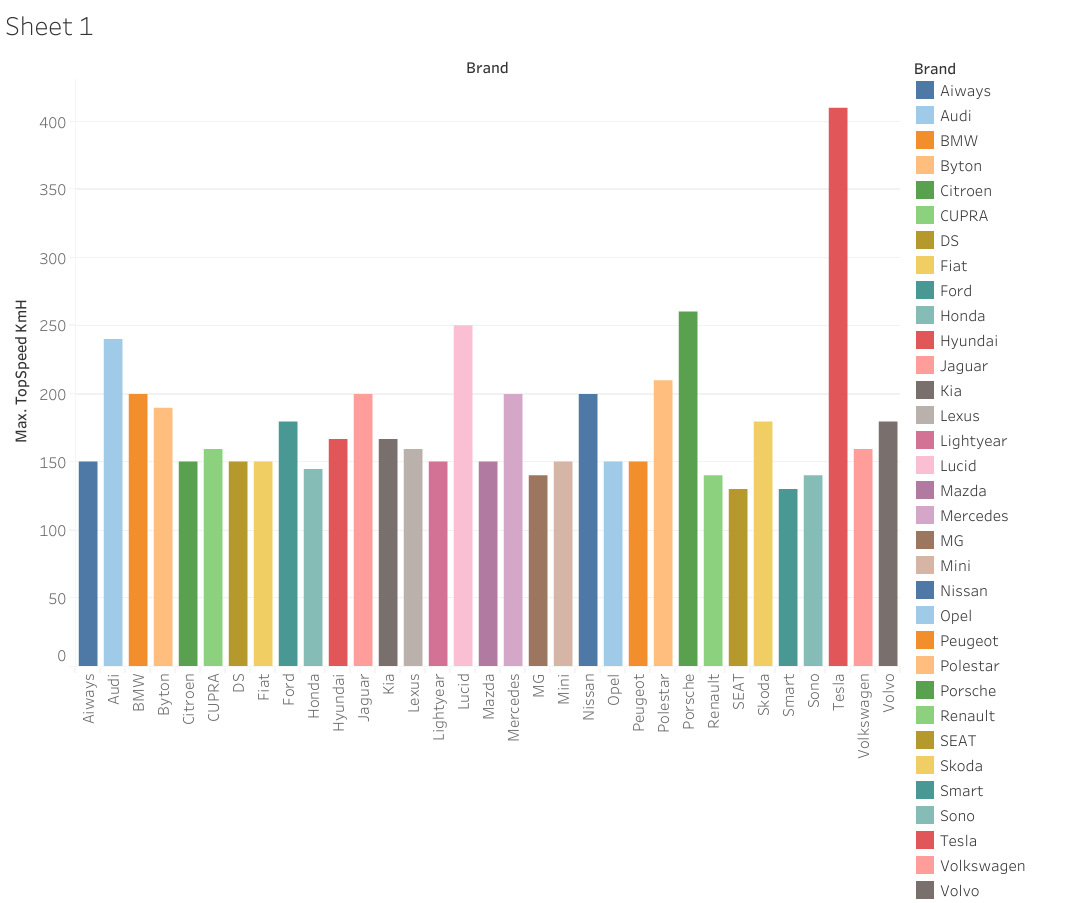 Sheet 1
Brand
Max. TopSpeed KmH
400
350
300
250
200
150
100
50
0
Aiways
Audi
BMW
Byton
Citroen
CUPRA
DS
Fiat
Ford
Honda
Hyundai
Jaguar
Kia
Lexus
Lightyear
Lucid
Mazda
Mercedes
MG
Mini
Nissan
Opel
Peugeot
Polestar
Porsche
Renault
SEAT
Skoda
Smart
Sono
Tesla
Volkswagen
Volvo
Brand
Aiways
Audi
BMW
Byton
Citroen
CUPRA
DS
Fiat
Ford
Honda
Hyundai
Jaguar
Kia
Lexus
Lightyear
Lucid
Mazda
Mercedes
MG
Mini
Nissan
Opel
Peugeot
Polestar
Porsche
Renault
SEAT
Skoda
Smart
Sono
Tesla
Volkswagen
Volvo